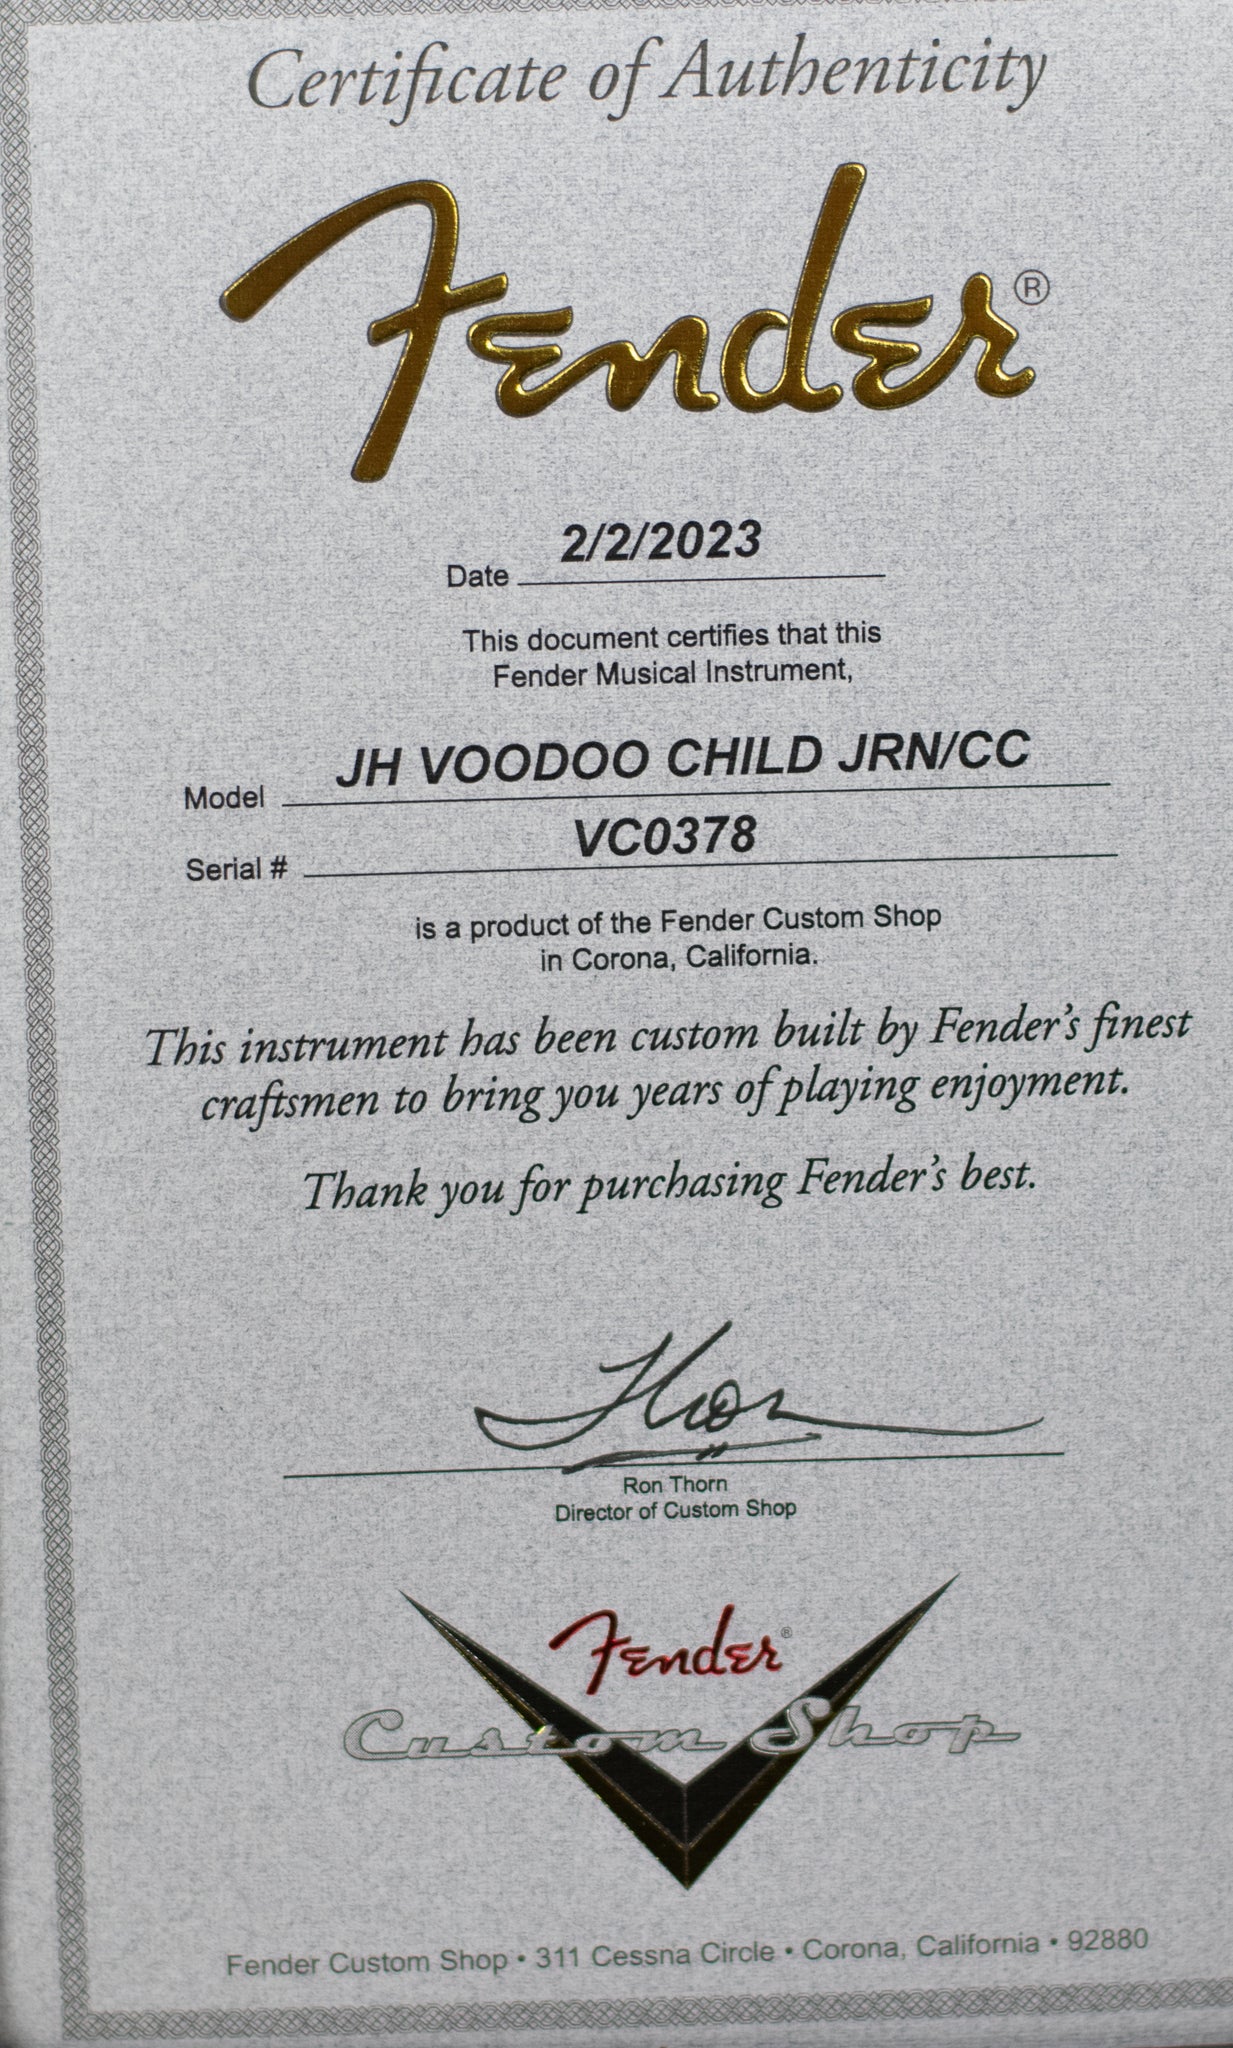 Certificate of Authenticity
Fender®
Date 2/2/2023
This document certifies that this
Fender Musical Instrument,
Model JH VOODOO CHILD JRN/CC
Serial # VC0378
is a product of the Fender Custom Shop
in Corona, California.
This instrument has been custom built by Fender's finest
craftsmen to bring you years of playing enjoyment.
Thank you for purchasing Fender's best.
Thorn
Ron Thorn
Director of Custom Shop
Fender®
Custom Shop
Fender Custom Shop • 311 Cessna Circle • Corona, California • 92880